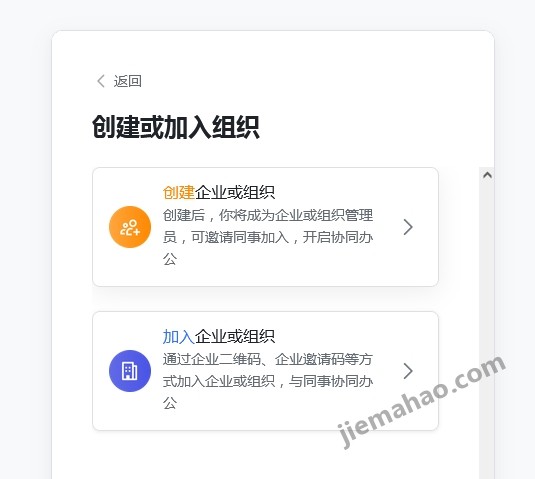 返回
创建或加入组织
创建企业或组织
创建后，你将成为企业或组织管理
员，可邀请同事加入，开启协同办
公
加入企业或组织
通过企业二维码、企业邀请码等方
式加入企业或组织，与同事协同办
公
jiemahao.com